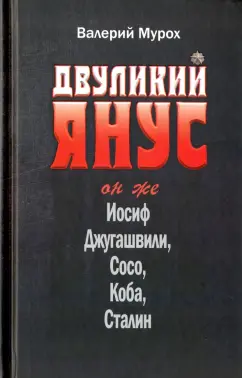 Валерий Мурох
ДВУЛИКИЙ
ЯНУС
он же
Иосиф
Джугашвили,
Сосо,
Коба,
Сталин